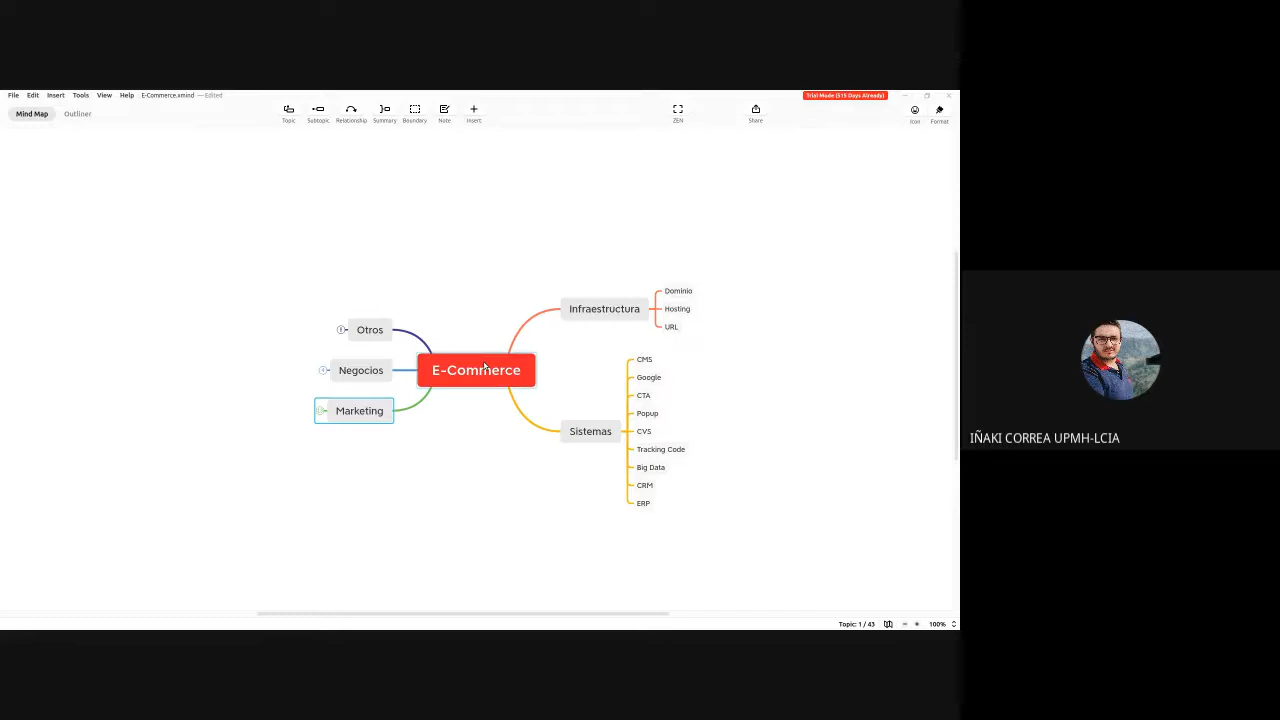 File Edit Insert Tools View Help E-Commerce.xmind — Edited
Trial Mode (515 Days Already)
Mind Map Outliner
Topic Subtopic Relationship Summary Boundary Note Insert ZEN Share Icon Format
Dominio
Infraestructura
Hosting
URL
Otros
CMS
E-Commerce
Negocios
Google
CTA
Marketing
Popup
Sistemas
CVS
Tracking Code
Big Data
CRM
ERP
IÑAKI CORREA UPMH-LCIA
Topic: 1 / 43 100%